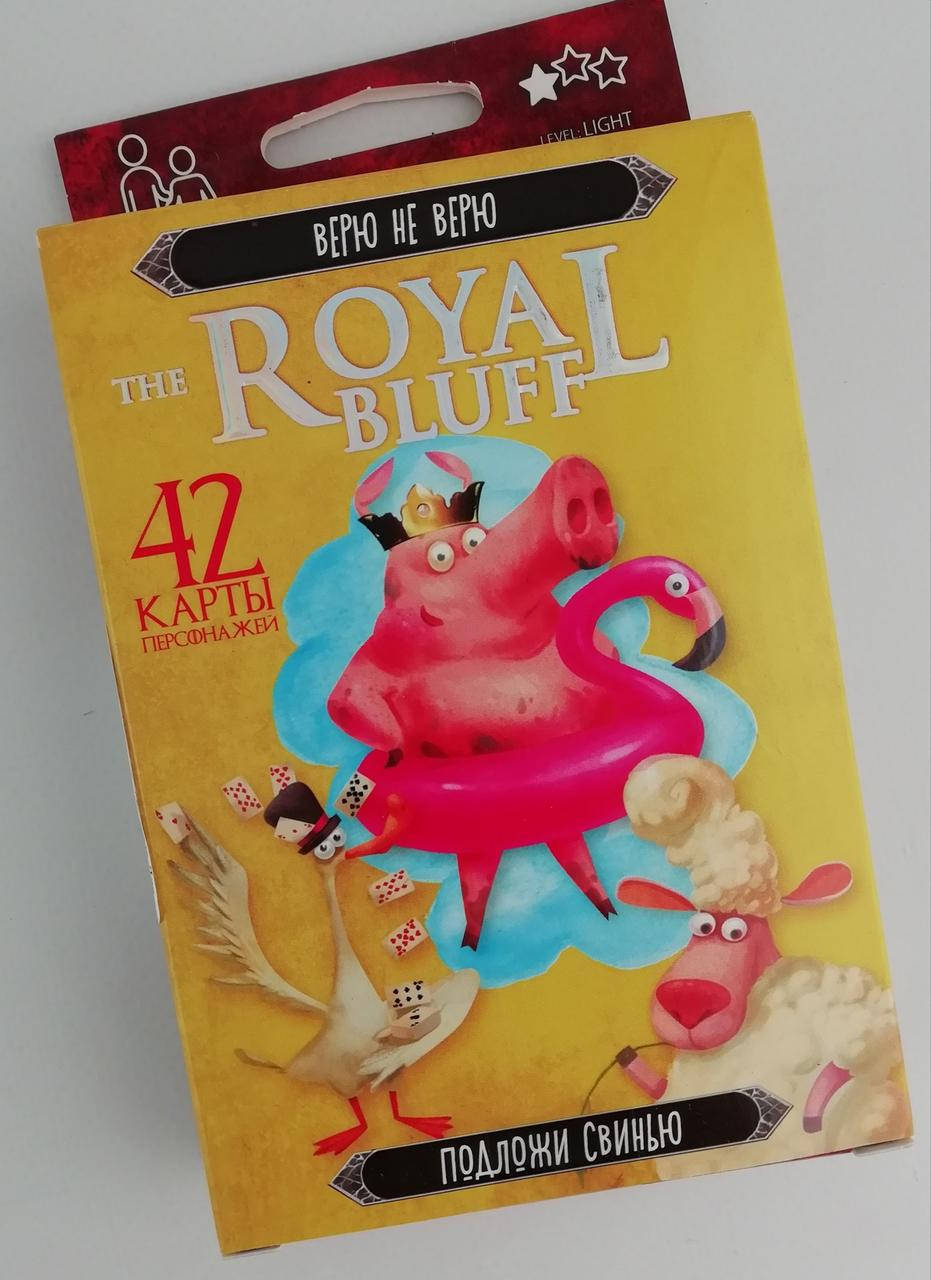 LEVEL: LIGHT
ВЕРЮ НЕ ВЕРЮ
THE ROYAL
BLUFF
42
КАРТЫ
ПЕРСОНАЖЕЙ
ПОДЛОЖИ СВИНЬЮ